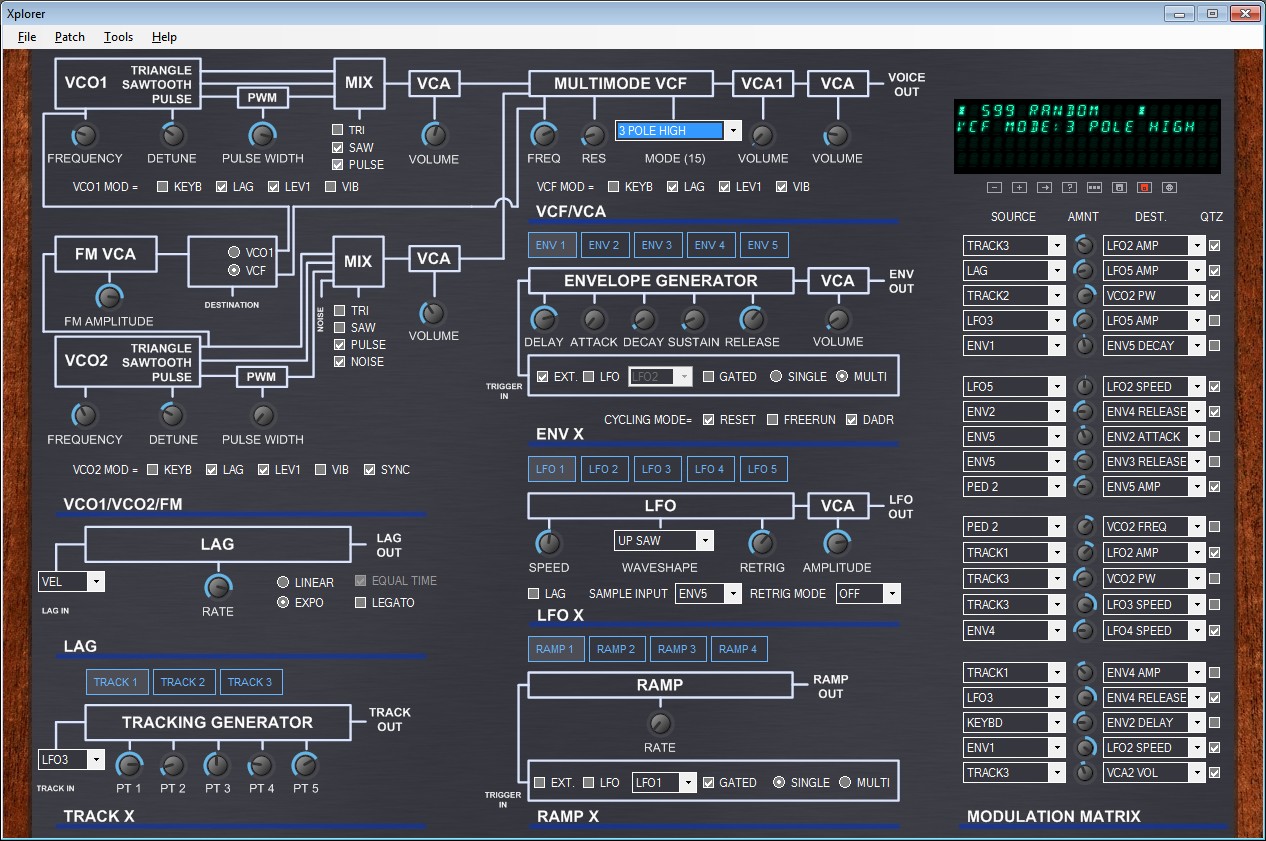 Xplorer
File Patch Tools Help
VCO1
TRIANGLE
SAWTOOTH
PULSE
PWM
MIX
VCA
FREQUENCY DETUNE PULSE WIDTH
TRI
SAW
PULSE
VOLUME
VCO1 MOD = KEYB LAG LEV1 VIB
FM VCA
VCO1
VCF
DESTINATION
FM AMPLITUDE
MIX
VCA
NOISE
TRI
SAW
PULSE
NOISE
VOLUME
VCO2
TRIANGLE
SAWTOOTH
PULSE
PWM
FREQUENCY DETUNE PULSE WIDTH
VCO2 MOD = KEYB LAG LEV1 VIB SYNC
VCO1/VCO2/FM
LAG
LAG
OUT
VEL
LAG IN
RATE
LINEAR
EXPO
EQUAL TIME
LEGATO
LAG
TRACK 1 TRACK 2 TRACK 3
TRACKING GENERATOR
TRACK
OUT
LFO3
TRACK IN
PT 1 PT 2 PT 3 PT 4 PT 5
TRACK X
MULTIMODE VCF
VCA1
VCA
VOICE
OUT
3 POLE HIGH
FREQ RES MODE (15) VOLUME VOLUME
VCF MOD = KEYB LAG LEV1 VIB
VCF/VCA
ENV 1 ENV 2 ENV 3 ENV 4 ENV 5
ENVELOPE GENERATOR
VCA
ENV
OUT
DELAY ATTACK DECAY SUSTAIN RELEASE VOLUME
TRIGGER
IN
EXT. LFO LFO2 GATED SINGLE MULTI
CYCLING MODE= RESET FREERUN DADR
ENV X
LFO 1 LFO 2 LFO 3 LFO 4 LFO 5
LFO
VCA
LFO
OUT
UP SAW
SPEED WAVESHAPE RETRIG AMPLITUDE
LAG SAMPLE INPUT ENV5 RETRIG MODE OFF
LFO X
RAMP 1 RAMP 2 RAMP 3 RAMP 4
RAMP
RAMP
OUT
RATE
TRIGGER
IN
EXT. LFO LFO1 GATED SINGLE MULTI
RAMP X
* S99 RANDOM *
VCF MODE:3 POLE HIGH
SOURCE AMNT DEST. QTZ
TRACK3 LFO2 AMP
LAG LFO5 AMP
TRACK2 VCO2 PW
LFO3 LFO5 AMP
ENV1 ENV5 DECAY
LFO5 LFO2 SPEED
ENV2 ENV4 RELEASE
ENV5 ENV2 ATTACK
ENV5 ENV3 RELEASE
PED 2 ENV5 AMP
PED 2 VCO2 FREQ
TRACK1 LFO2 AMP
TRACK3 VCO2 PW
TRACK3 LFO3 SPEED
ENV4 LFO4 SPEED
TRACK1 ENV4 AMP
LFO3 ENV4 RELEASE
KEYBD ENV2 DELAY
ENV1 LFO2 SPEED
TRACK3 VCA2 VOL
MODULATION MATRIX